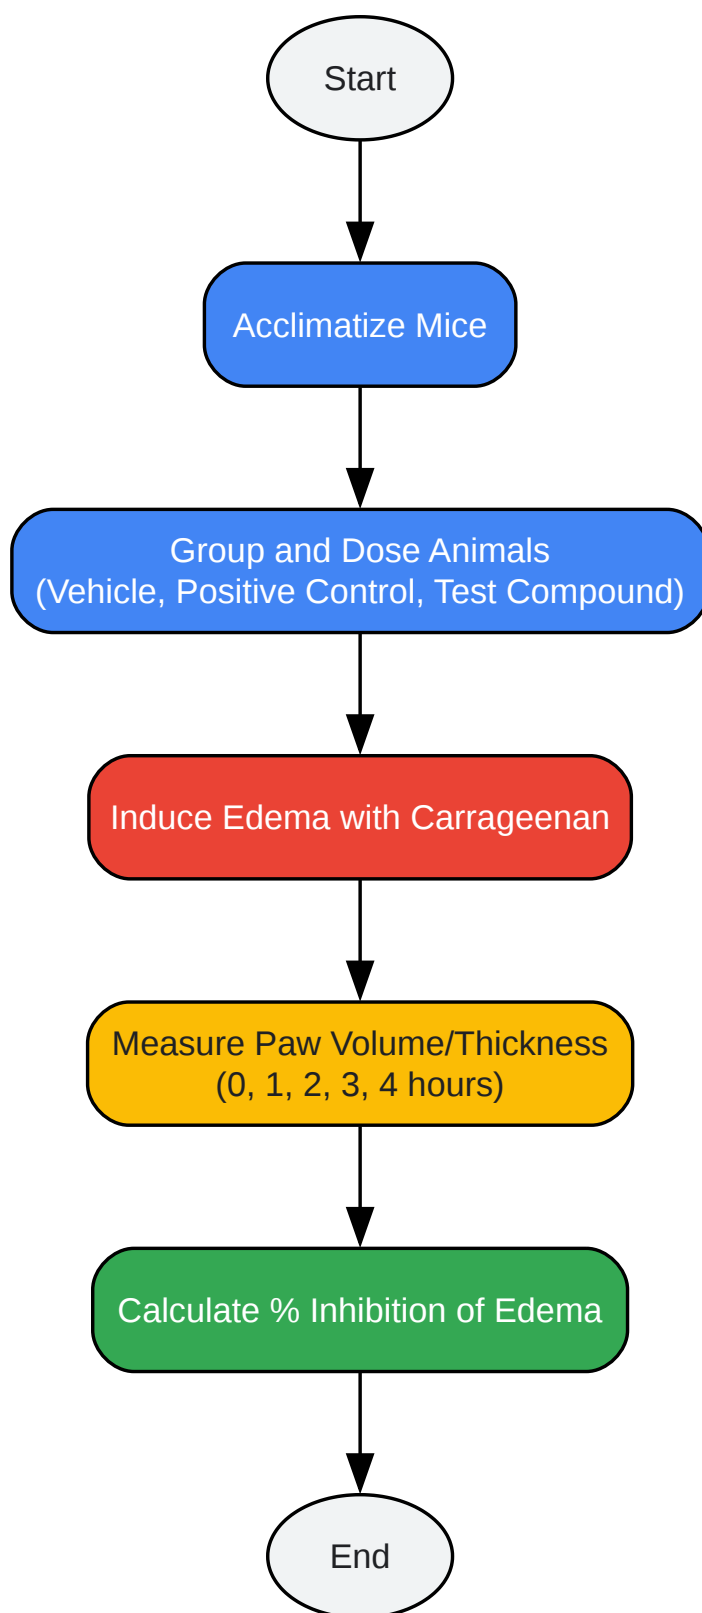 Start
Acclimatize Mice
Group and Dose Animals
(Vehicle, Positive Control, Test Compound)
Induce Edema with Carrageenan
Measure Paw Volume/Thickness
(0, 1, 2, 3, 4 hours)
Calculate % Inhibition of Edema
End